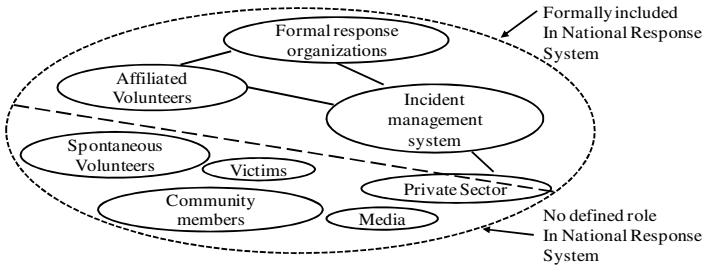 Formal response
organizations
Affiliated
Volunteers
Incident
management
system
Spontaneous
Volunteers
Victims
Private Sector
Community
members
Media
Formally included
In National Response
System
No defined role
In National Response
System